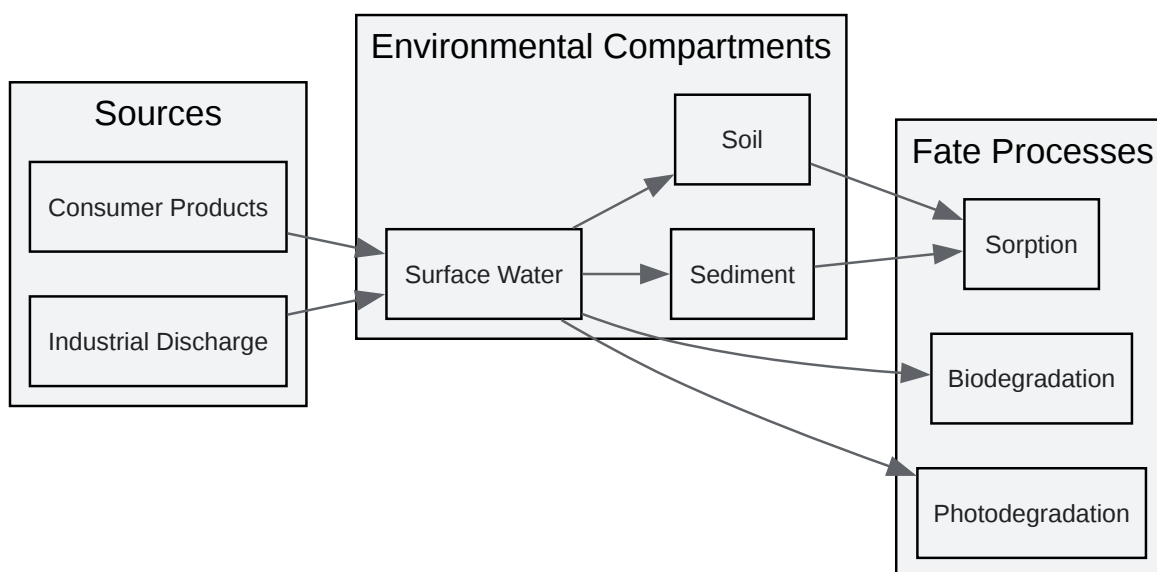 Environmental Compartments
Sources
Soil
Fate Processes
Consumer Products
Sorption
Surface Water
Sediment
Industrial Discharge
Biodegradation
Photodegradation